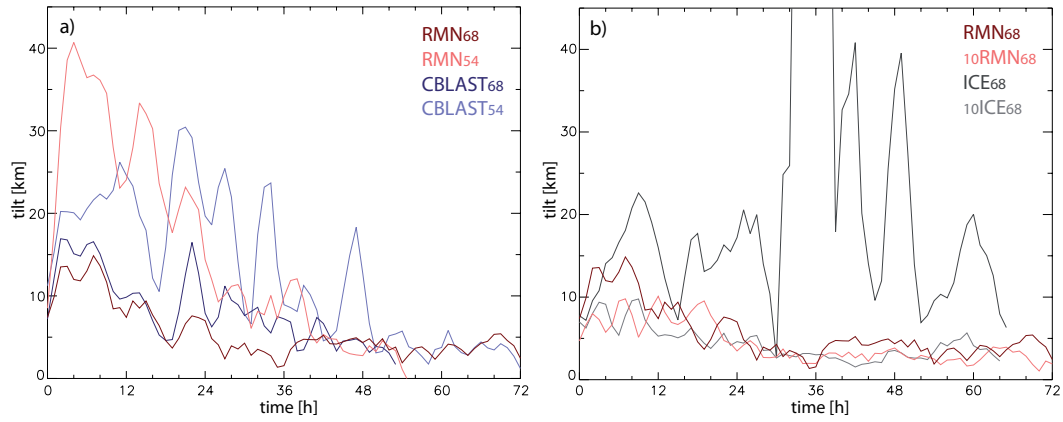 a)
RMN68
RMN54
CBLAST68
CBLAST54
tilt [km]
40
30
20
10
0
0 12 24 36 48 60 72
time [h]
b)
RMN68
10RMN68
ICE68
10ICE68
tilt [km]
40
30
20
10
0
0 12 24 36 48 60 72
time [h]